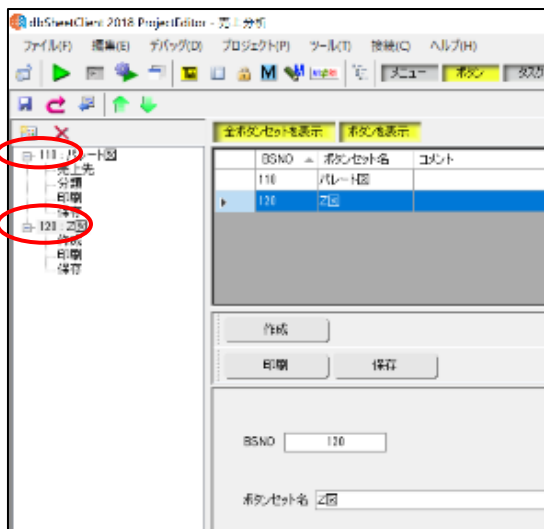 dbSheetClient 2018 ProjectEditor - 売上分析
ファイル(F) 編集(E) デバッグ(D) プロジェクト(P) ツール(T) 接続(C) ヘルプ(H)
メニュー ボタン タスク
全ボタンセットを表示 ボタンを表示
110 : パレート図
売上先
分類
印刷
保存
120 : Z図
作成
印刷
保存
BSNO ボタンセット名 コメント
110 パレート図
120 Z図
作成
印刷 保存
BSNO 120
ボタンセット名 Z図